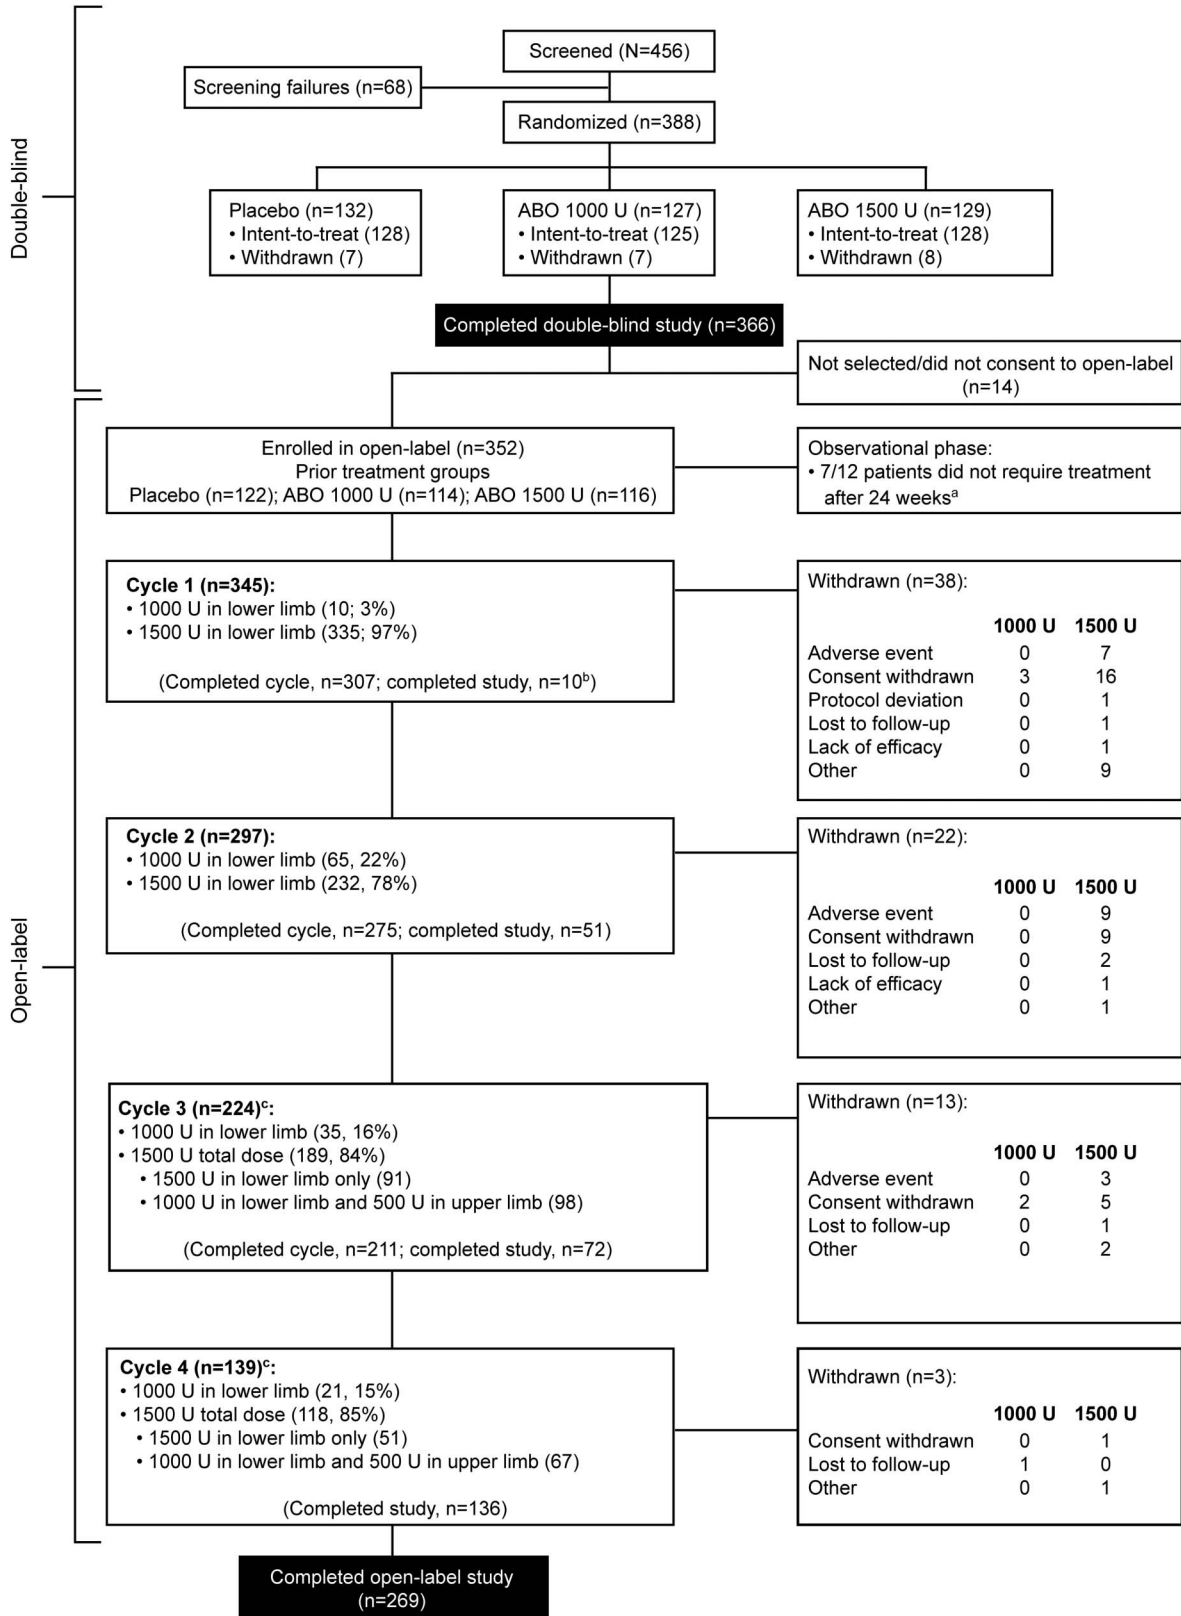 Double-blind
Screened (N=456)
Screening failures (n=68)
Randomized (n=388)
Placebo (n=132)
• Intent-to-treat (128)
• Withdrawn (7)
ABO 1000 U (n=127)
• Intent-to-treat (125)
• Withdrawn (7)
ABO 1500 U (n=129)
• Intent-to-treat (128)
• Withdrawn (8)
Completed double-blind study (n=366)
Not selected/did not consent to open-label
(n=14)
Open-label
Enrolled in open-label (n=352)
Prior treatment groups
Placebo (n=122); ABO 1000 U (n=114); ABO 1500 U (n=116)
Observational phase:
• 7/12 patients did not require treatment
after 24 weeksᵃ
Cycle 1 (n=345):
• 1000 U in lower limb (10; 3%)
• 1500 U in lower limb (335; 97%)
(Completed cycle, n=307; completed study, n=10ᵇ)
Withdrawn (n=38):
1000 U 1500 U
Adverse event 0 7
Consent withdrawn 3 16
Protocol deviation 0 1
Lost to follow-up 0 1
Lack of efficacy 0 1
Other 0 9
Cycle 2 (n=297):
• 1000 U in lower limb (65, 22%)
• 1500 U in lower limb (232, 78%)
(Completed cycle, n=275; completed study, n=51)
Withdrawn (n=22):
1000 U 1500 U
Adverse event 0 9
Consent withdrawn 0 9
Lost to follow-up 0 2
Lack of efficacy 0 1
Other 0 1
Cycle 3 (n=224)ᶜ:
• 1000 U in lower limb (35, 16%)
• 1500 U total dose (189, 84%)
• 1500 U in lower limb only (91)
• 1000 U in lower limb and 500 U in upper limb (98)
(Completed cycle, n=211; completed study, n=72)
Withdrawn (n=13):
1000 U 1500 U
Adverse event 0 3
Consent withdrawn 2 5
Lost to follow-up 0 1
Other 0 2
Cycle 4 (n=139)ᶜ:
• 1000 U in lower limb (21, 15%)
• 1500 U total dose (118, 85%)
• 1500 U in lower limb only (51)
• 1000 U in lower limb and 500 U in upper limb (67)
(Completed study, n=136)
Withdrawn (n=3):
1000 U 1500 U
Consent withdrawn 0 1
Lost to follow-up 1 0
Other 0 1
Completed open-label study
(n=269)